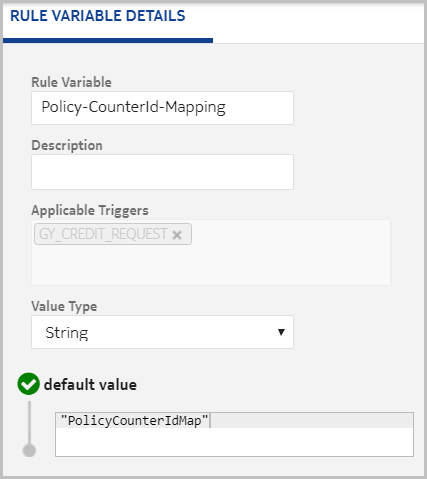 RULE VARIABLE DETAILS
Rule Variable
Policy-CounterId-Mapping
Description
Applicable Triggers
GY_CREDIT_REQUEST ×
Value Type
String
default value
"PolicyCounterIdMap"